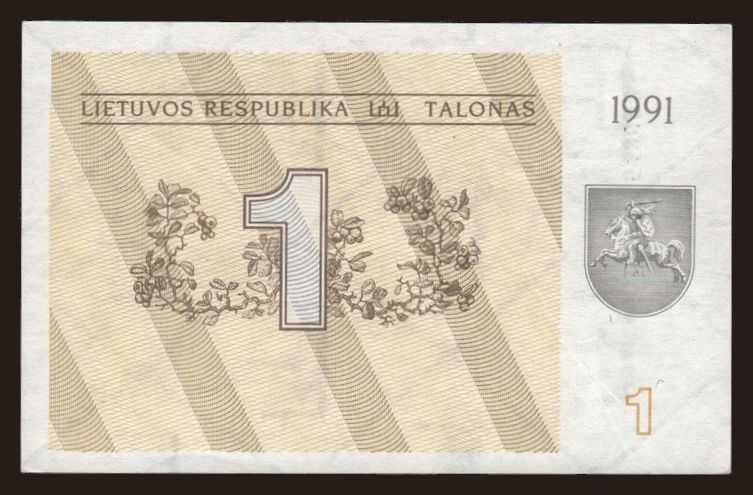 LIETUVOS RESPUBLIKA TALONAS
1991
1
1